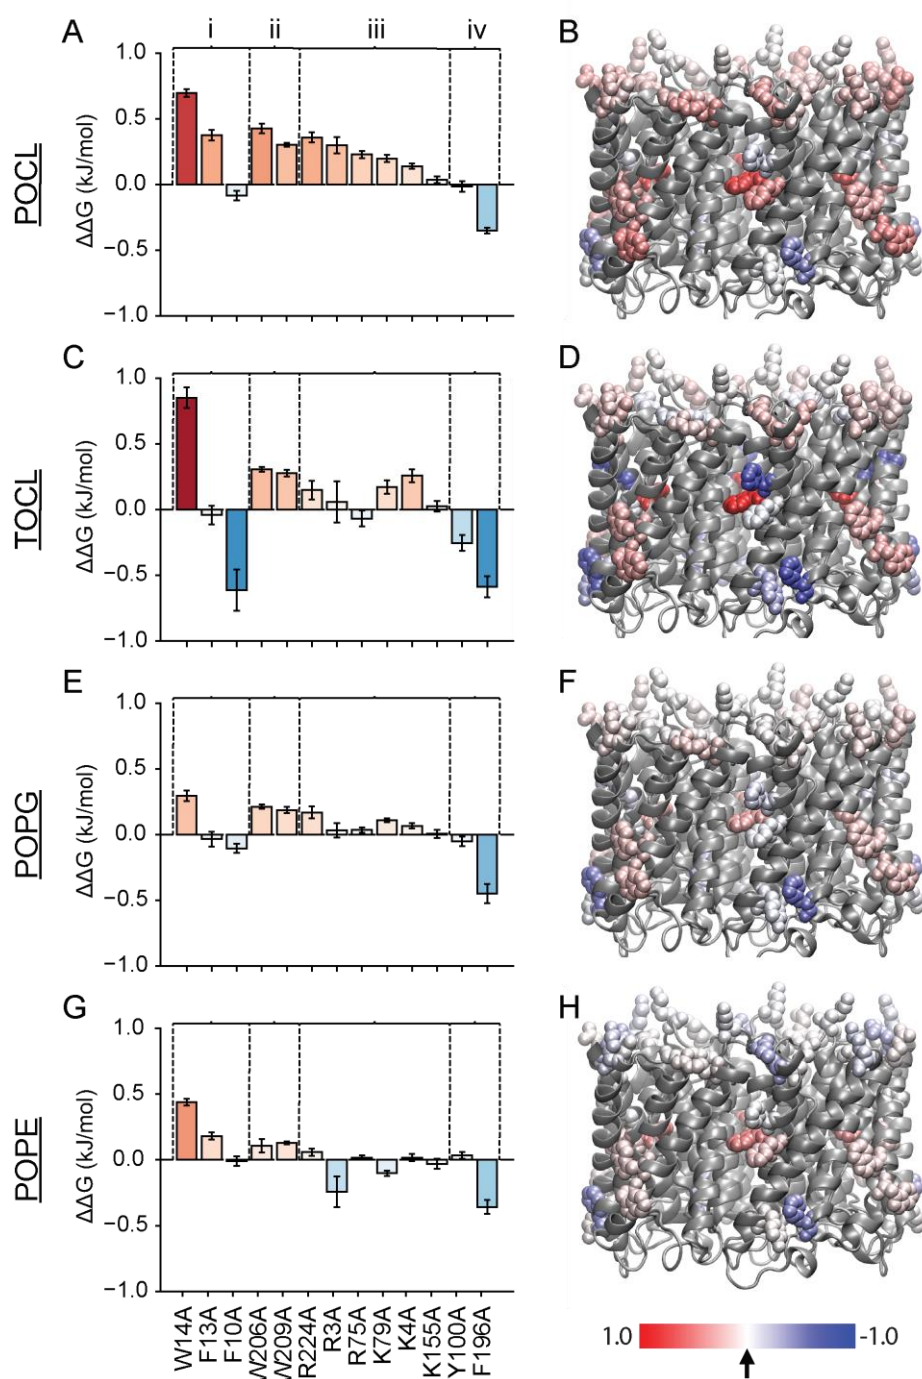 A i ii iii iv B
POCL
ΔΔG (kJ/mol)
1.0
0.5
0.0
−0.5
−1.0
C D
TOCL
ΔΔG (kJ/mol)
1.0
0.5
0.0
−0.5
−1.0
E F
POPG
ΔΔG (kJ/mol)
1.0
0.5
0.0
−0.5
−1.0
G H
POPE
ΔΔG (kJ/mol)
1.0
0.5
0.0
−0.5
−1.0
W14A
F13A
F10A
W206A
W209A
R224A
R3A
R75A
K79A
K4A
K155A
Y100A
F196A
1.0 -1.0